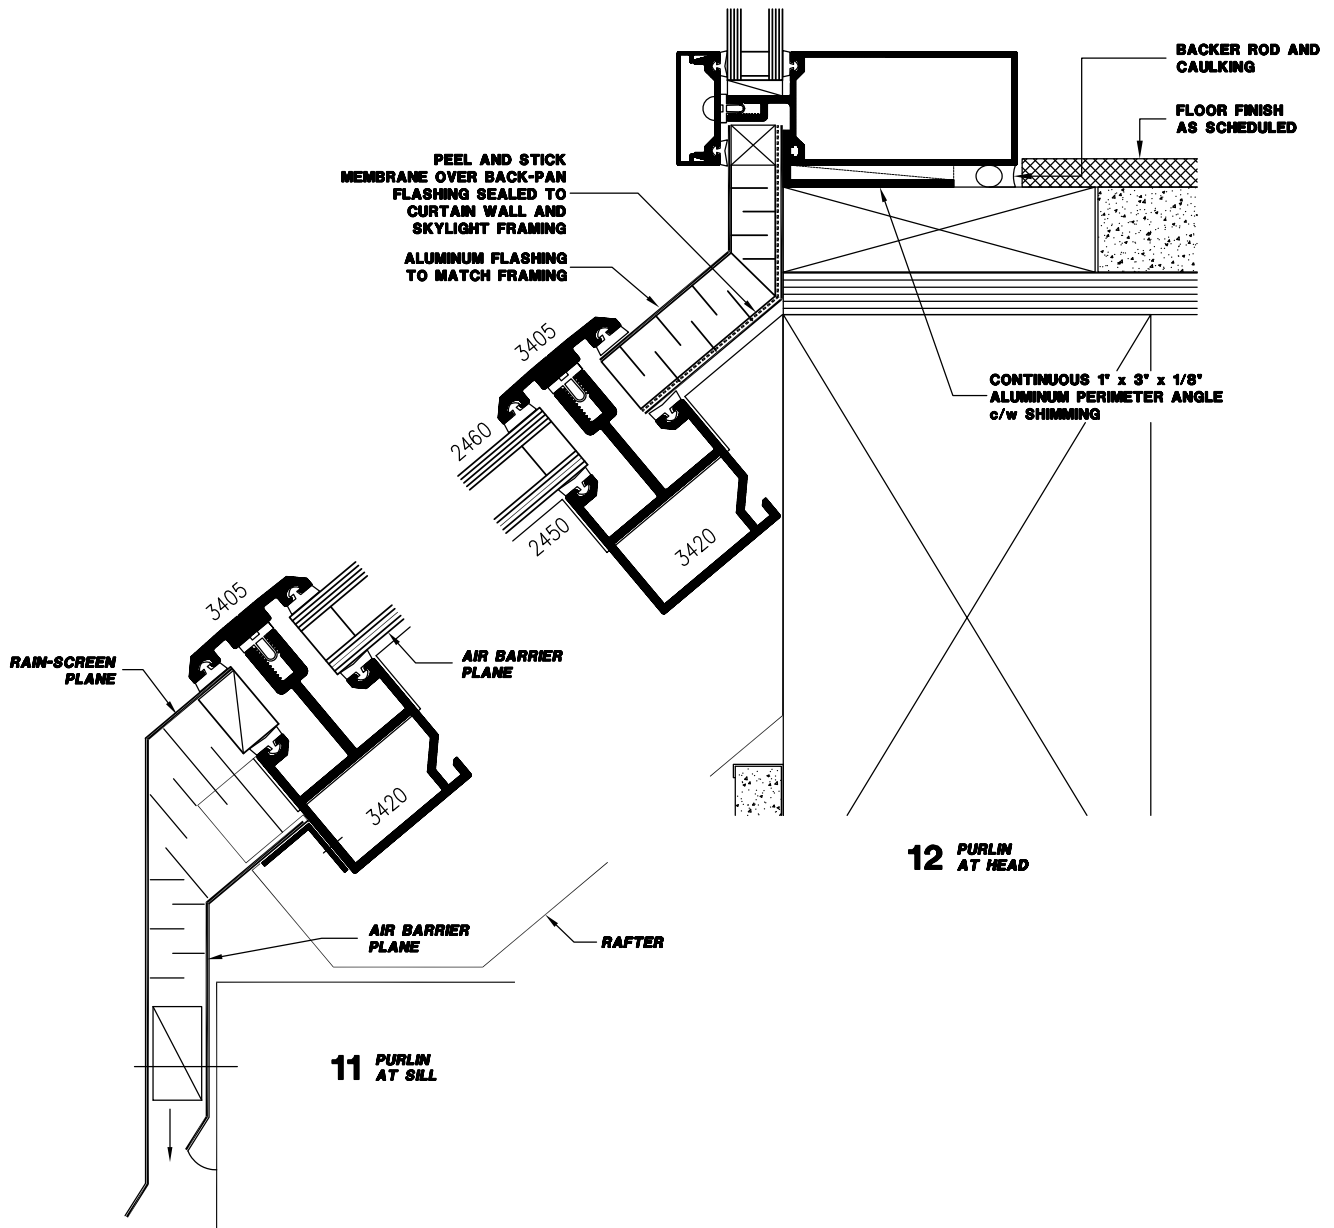 BACKER ROD AND
CAULKING
FLOOR FINISH
AS SCHEDULED
PEEL AND STICK
MEMBRANE OVER BACK-PAN
FLASHING SEALED TO
CURTAIN WALL AND
SKYLIGHT FRAMING
ALUMINUM FLASHING
TO MATCH FRAMING
3405
2460
2450
3420
CONTINUOUS 1" x 3" x 1/8"
ALUMINUM PERIMETER ANGLE
c/w SHIMMING
3405
RAIN-SCREEN
PLANE
AIR BARRIER
PLANE
3420
12 PURLIN
AT HEAD
AIR BARRIER
PLANE
RAFTER
11 PURLIN
AT SILL